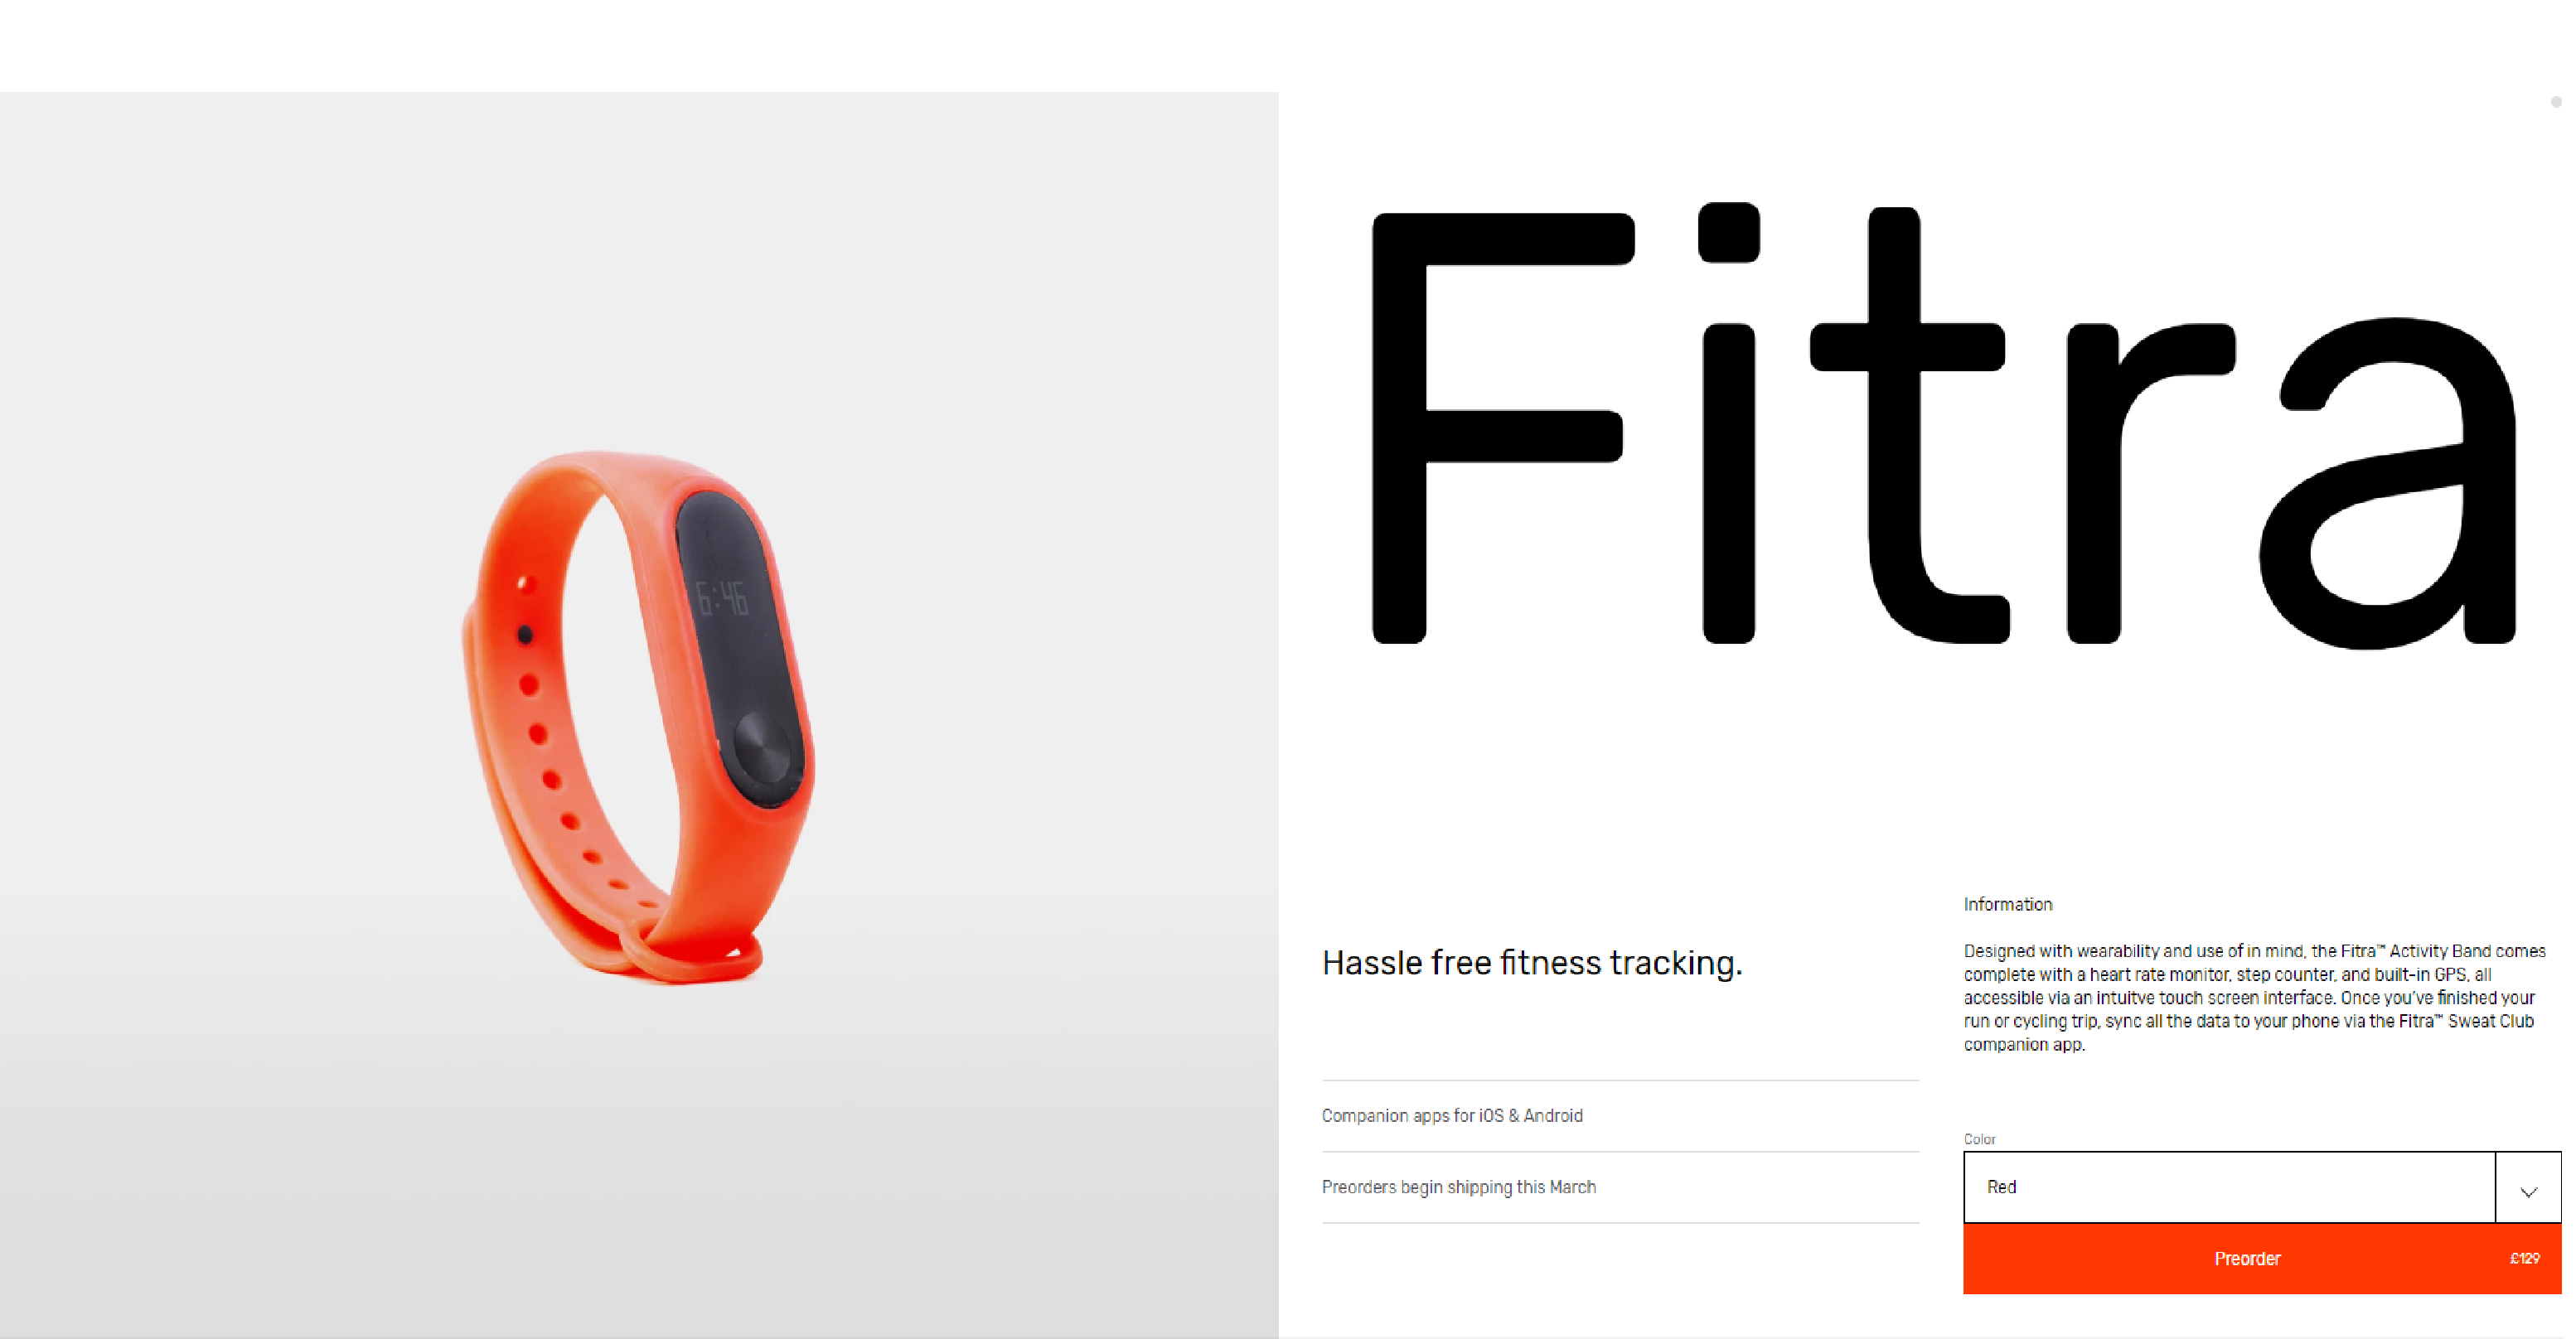 Fitra
6:46
Hassle free fitness tracking.
Companion apps for iOS & Android
Preorders begin shipping this March
Information
Designed with wearability and use of in mind, the Fitra™ Activity Band comes
complete with a heart rate monitor, step counter, and built-in GPS, all
accessible via an intuitve touch screen interface. Once you’ve finished your
run or cycling trip, sync all the data to your phone via the Fitra™ Sweat Club
companion app.
Color
Red
Preorder £129